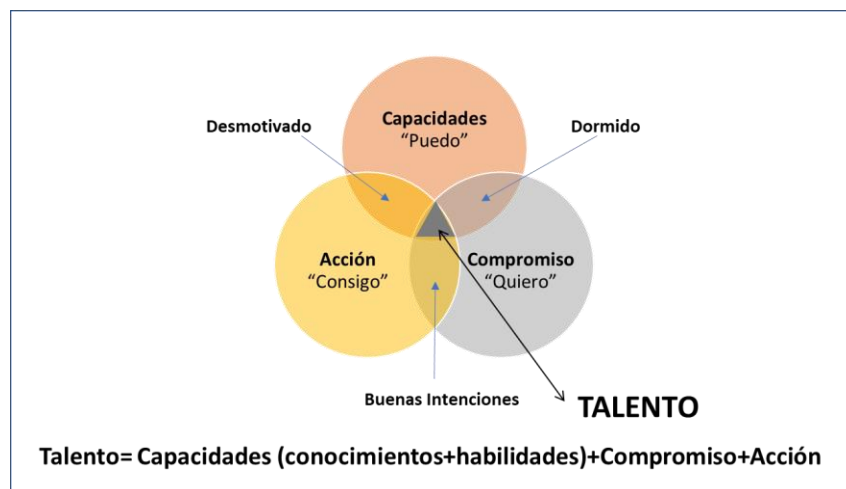 Capacidades
“Puedo”
Desmotivado
Dormido
Acción
“Consigo”
Compromiso
“Quiero”
Buenas Intenciones
TALENTO
Talento= Capacidades (conocimientos+habilidades)+Compromiso+Acción